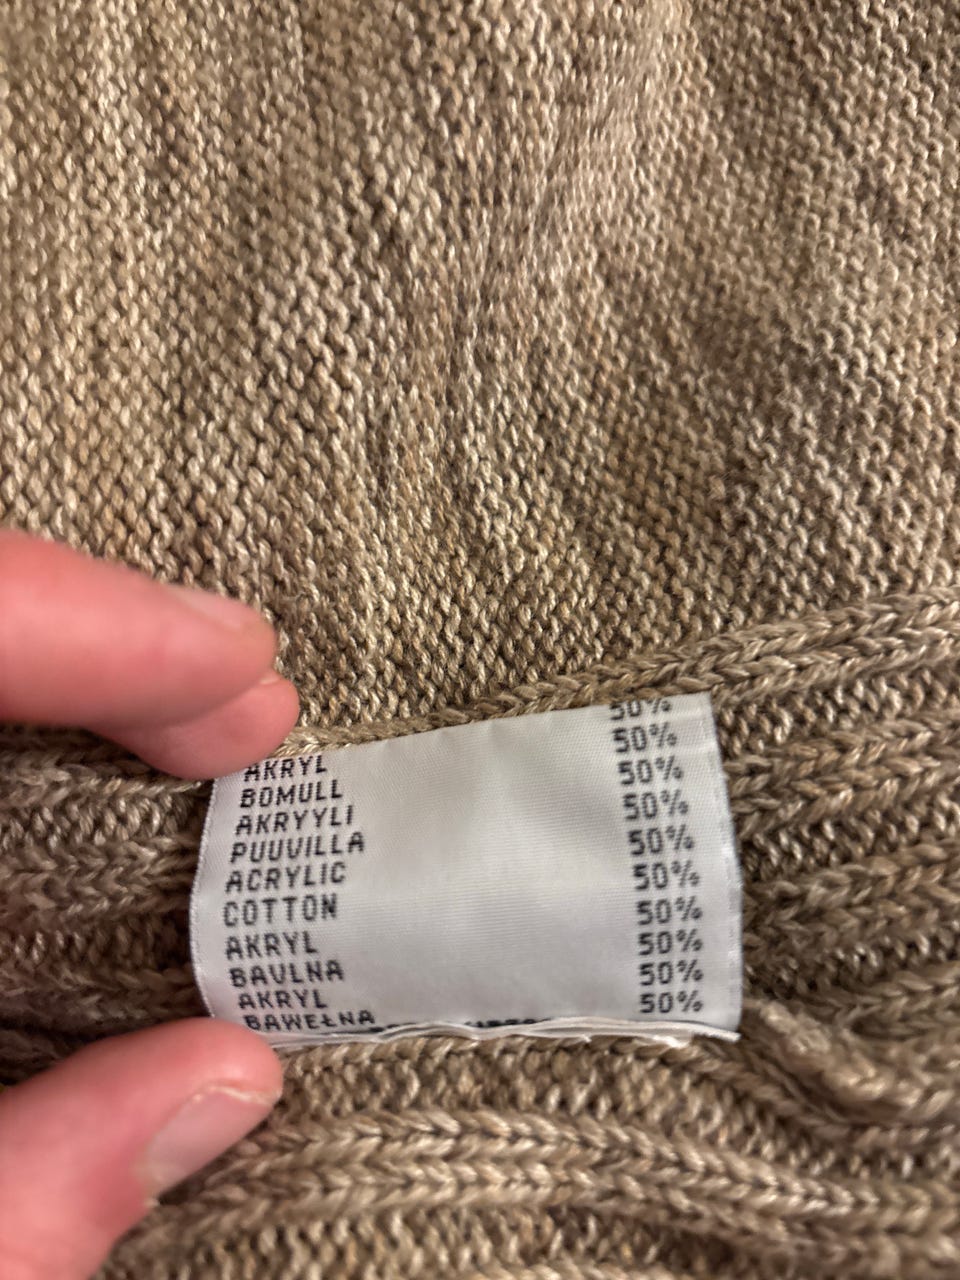 AKRYL 50%
BOMULL 50%
AKRYYLI 50%
PUUVILLA 50%
ACRYLIC 50%
COTTON 50%
AKRYL 50%
BAVLNA 50%
AKRYL 50%
BAWEŁNA 50%